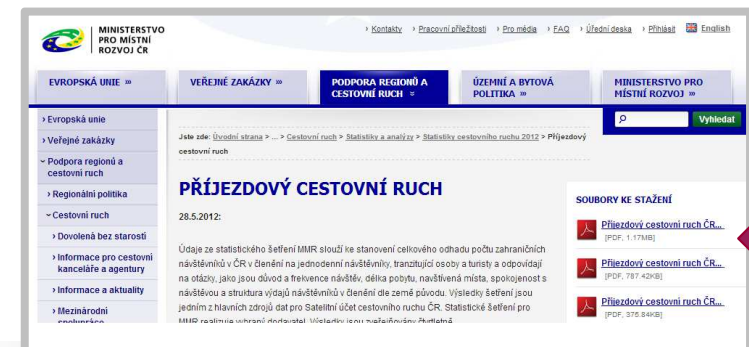 MINISTERSTVO
PRO MÍSTNÍ
ROZVOJ ČR
› Kontakty › Pracovní příležitosti › Pro média › FAQ › Úřední deska › Přihlásit English
EVROPSKÁ UNIE »
VEŘEJNÉ ZAKÁZKY »
PODPORA REGIONŮ A
CESTOVNÍ RUCH
ÚZEMNÍ A BYTOVÁ
POLITIKA »
MINISTERSTVO PRO
MÍSTNÍ ROZVOJ »
Vyhledat
› Evropská unie
› Veřejné zakázky
Podpora regionů a
cestovní ruch
› Regionální politika
Cestovní ruch
› Dovolená bez starostí
› Informace pro cestovní
kanceláře a agentury
› Informace a aktuality
› Mezinárodní
spolupráce
Jste zde: Úvodní strana > ... > Cestovní ruch > Statistiky a analýzy > Statistiky cestovního ruchu 2012 > Příjezdový
cestovní ruch
PŘÍJEZDOVÝ CESTOVNÍ RUCH
28.5.2012:
Údaje ze statistického šetření MMR slouží ke stanovení celkového odhadu počtu zahraničních
návštěvníků v ČR v členění na jednodenní návštěvníky, tranzitující osoby a turisty a odpovídají
na otázky, jako jsou důvod a frekvence návštěv, délka pobytu, navštívená místa, spokojenost s
návštěvou a struktura výdajů návštěvníků v členění dle země původu. Výsledky šetření jsou
jedním z hlavních zdrojů dat pro Satelitní účet cestovního ruchu ČR. Statistické šetření pro
MMR realizuje vybraný dodavatel. Výsledky jsou zveřejňovány čtvrtletně.
SOUBORY KE STAŽENÍ
Příjezdový cestovní ruch ČR...
[PDF, 1.17MB]
Příjezdový cestovní ruch ČR...
[PDF, 787.42KB]
Příjezdový cestovní ruch ČR...
[PDF, 375.84KB]